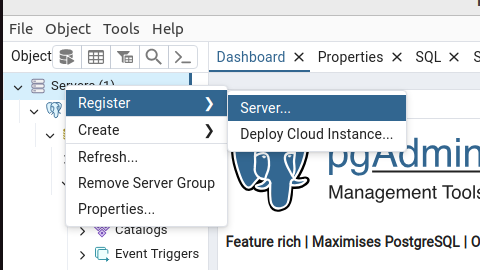 File Object Tools Help
Object
Dashboard Properties SQL
Servers (1)
Register
Server...
Create
Deploy Cloud Instance...
Refresh...
pgAdmin
Remove Server Group
Management Tools
Properties...
Catalogs
Feature rich | Maximises PostgreSQL | O
Event Triggers